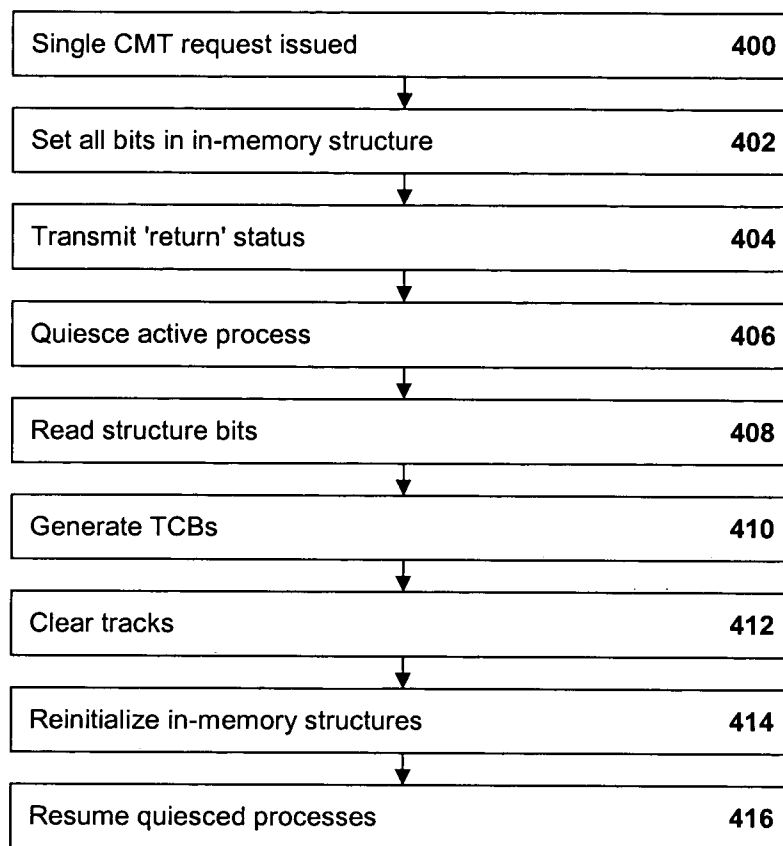 Single CMT request issued 400
Set all bits in in-memory structure 402
Transmit 'return' status 404
Quiesce active process 406
Read structure bits 408
Generate TCBs 410
Clear tracks 412
Reinitialize in-memory structures 414
Resume quiesced processes 416